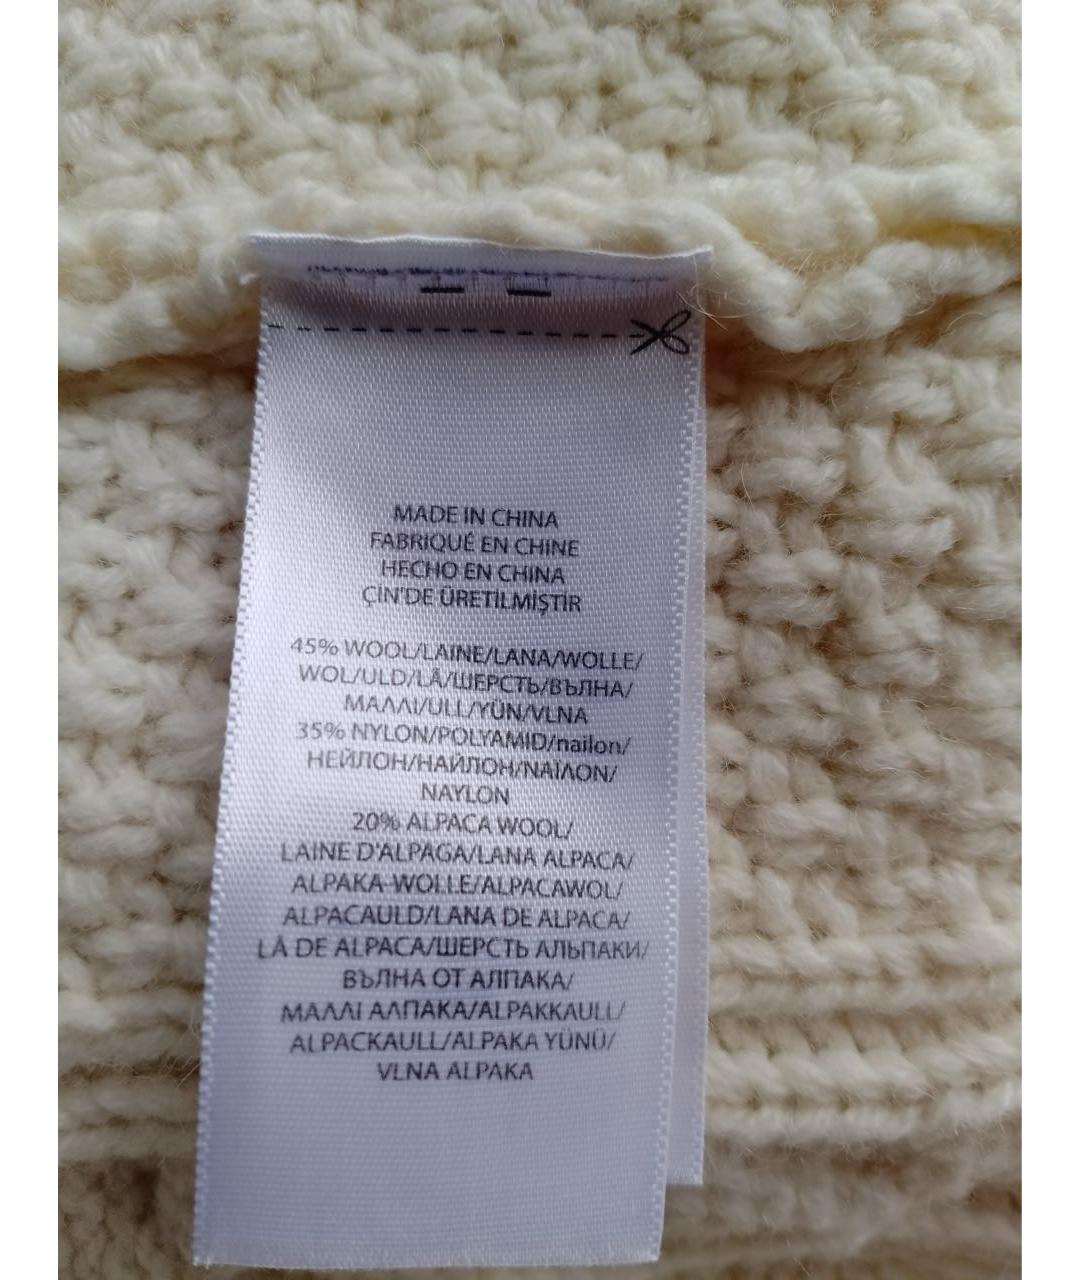 MADE IN CHINA
FABRIQUÉ EN CHINE
HECHO EN CHINA
ÇİN'DE ÜRETİLMİŞTİR
45% WOOL/LAINE/LANA/WOLLE/
WOL/ULD/LÃ/ШЕРСТЬ/ВЪЛНА/
ΜΑΛΛΙ/ULL/YÜN/VLNA
35% NYLON/POLYAMID/nailon/
НЕЙЛОН/НАЙЛОН/ΝΑΪΛΟΝ/
NAYLON
20% ALPACA WOOL/
LAINE D'ALPAGA/LANA ALPACA/
ALPAKA-WOLLE/ALPACAWOL/
ALPACAULD/LANA DE ALPACA/
LÃ DE ALPACA/ШЕРСТЬ АЛЬПАКИ/
ВЪЛНА ОТ АЛПАКА/
ΜΑΛΛΙ ΑΛΠΑΚΑ/ALPAKKAULL/
ALPACKAULL/ALPAKA YÜNÜ/
VLNA ALPAKA